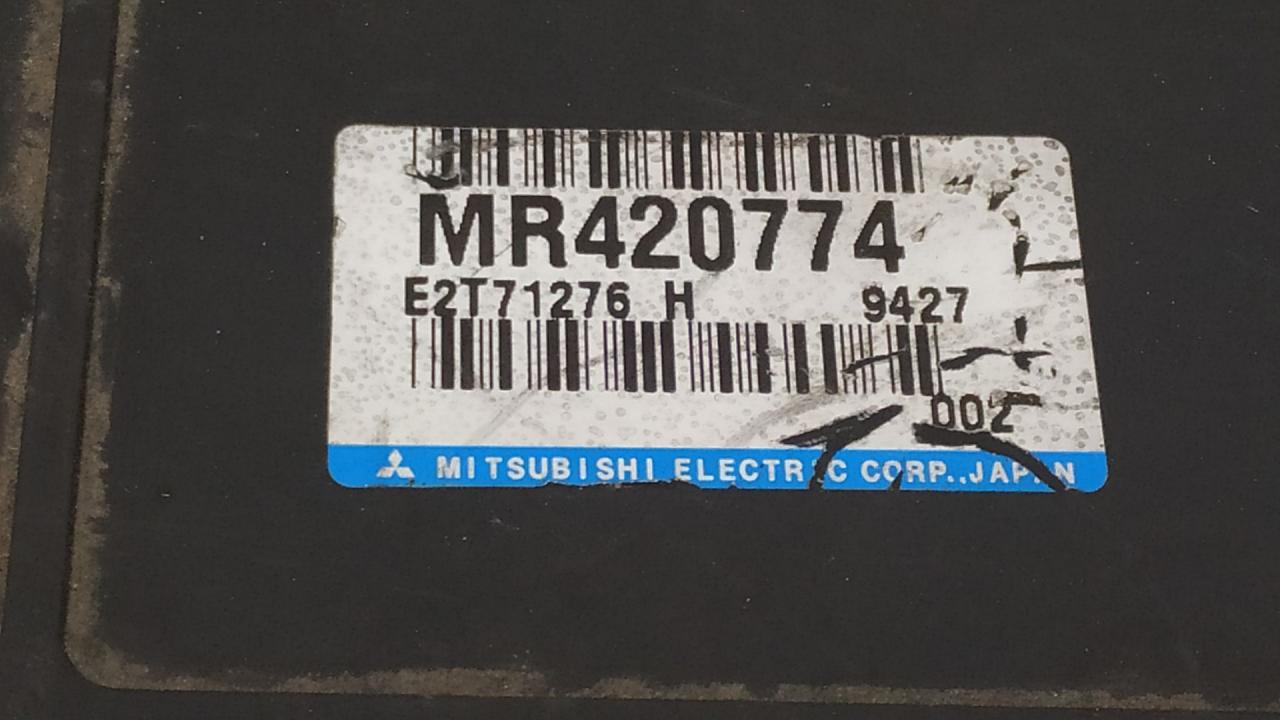 MR420774
E2T71276 H 9427
002
MITSUBISHI ELECTRIC CORP.,JAPAN